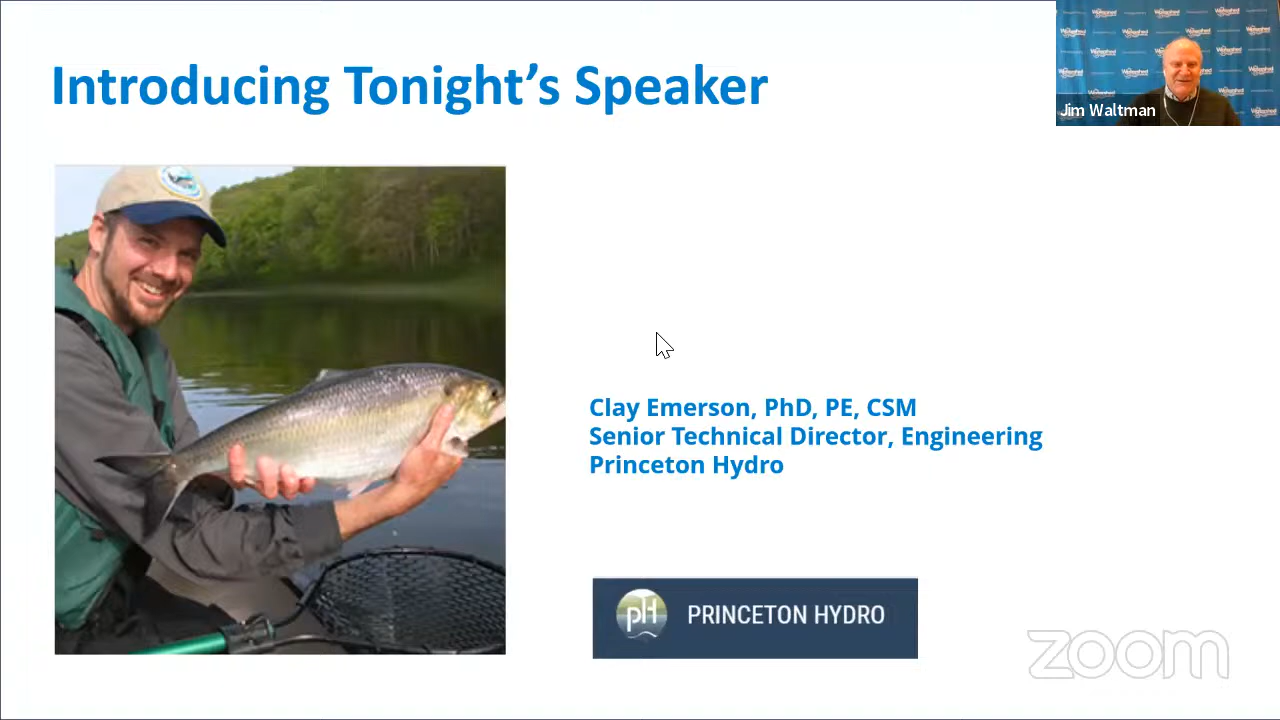 Introducing Tonight’s Speaker
Jim Waltman
Clay Emerson, PhD, PE, CSM
Senior Technical Director, Engineering
Princeton Hydro
pH PRINCETON HYDRO
zoom